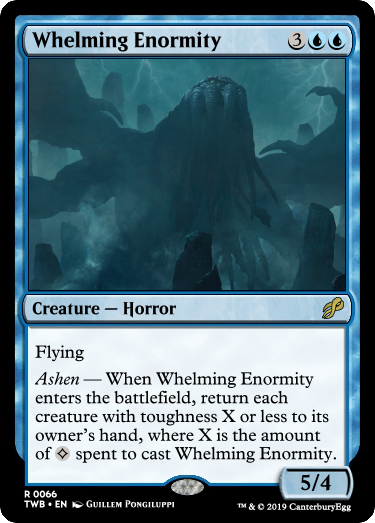 Whelming Enormity 3
Creature — Horror
Flying
Ashen — When Whelming Enormity
enters the battlefield, return each
creature with toughness X or less to its
owner's hand, where X is the amount
of spent to cast Whelming Enormity.
5/4
R 0066
TWB • EN Guillem Pongiluppi
™ & © 2019 CanterburyEgg